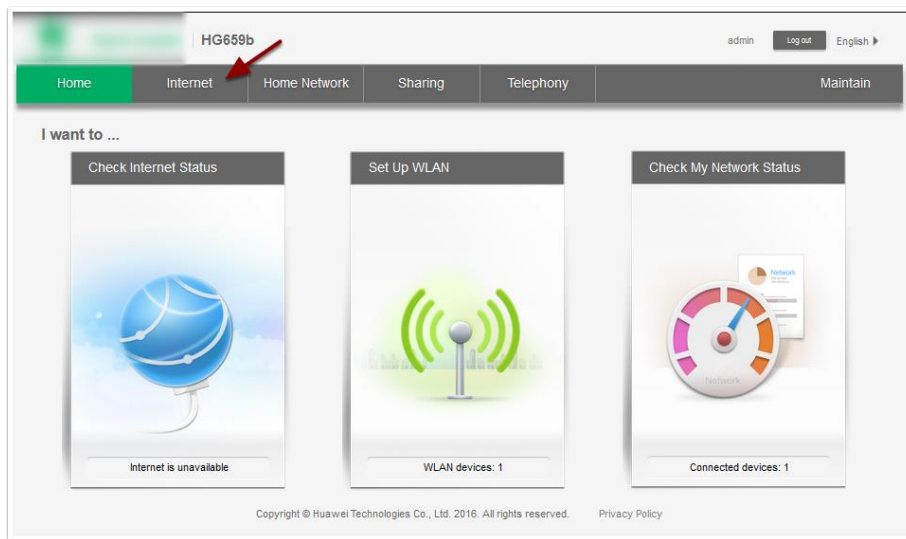 HG659b
admin Log out English
Home Internet Home Network Sharing Telephony Maintain
I want to ...
Check Internet Status Set Up WLAN Check My Network Status
Network
Network
Internet is unavailable WLAN devices: 1 Connected devices: 1
Copyright © Huawei Technologies Co., Ltd. 2016. All rights reserved. Privacy Policy